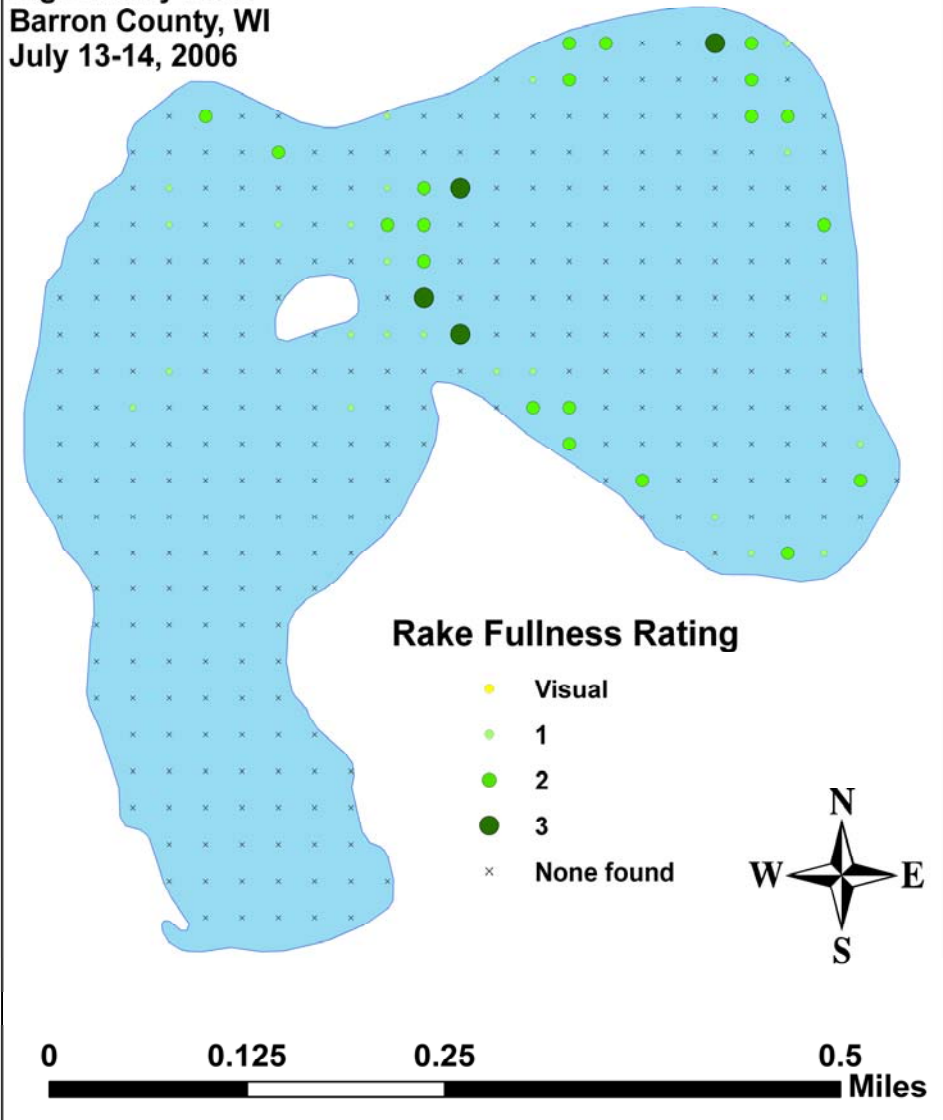 Barron County, WI
July 13-14, 2006
Rake Fullness Rating
Visual
1
2
3
None found
N
W E
S
0 0.125 0.25 0.5
Miles